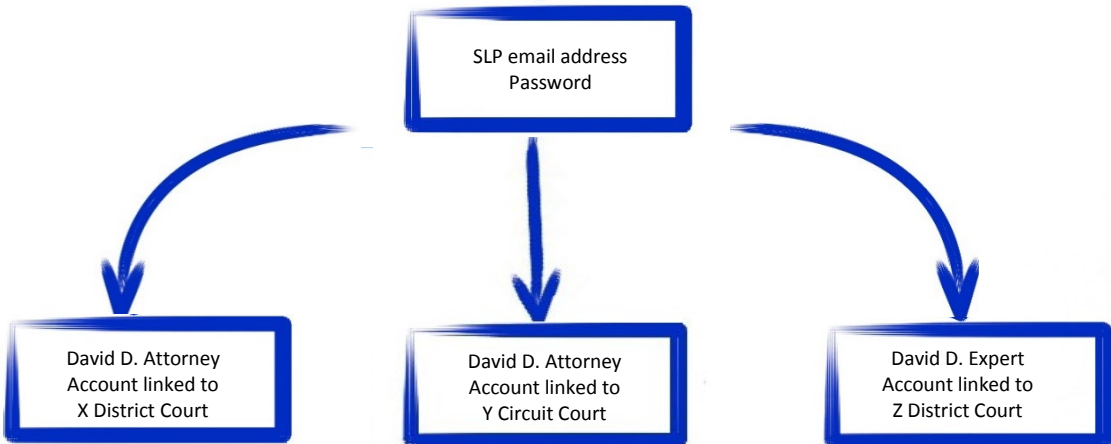 SLP email address
Password
David D. Attorney
Account linked to
X District Court
David D. Attorney
Account linked to
Y Circuit Court
David D. Expert
Account linked to
Z District Court